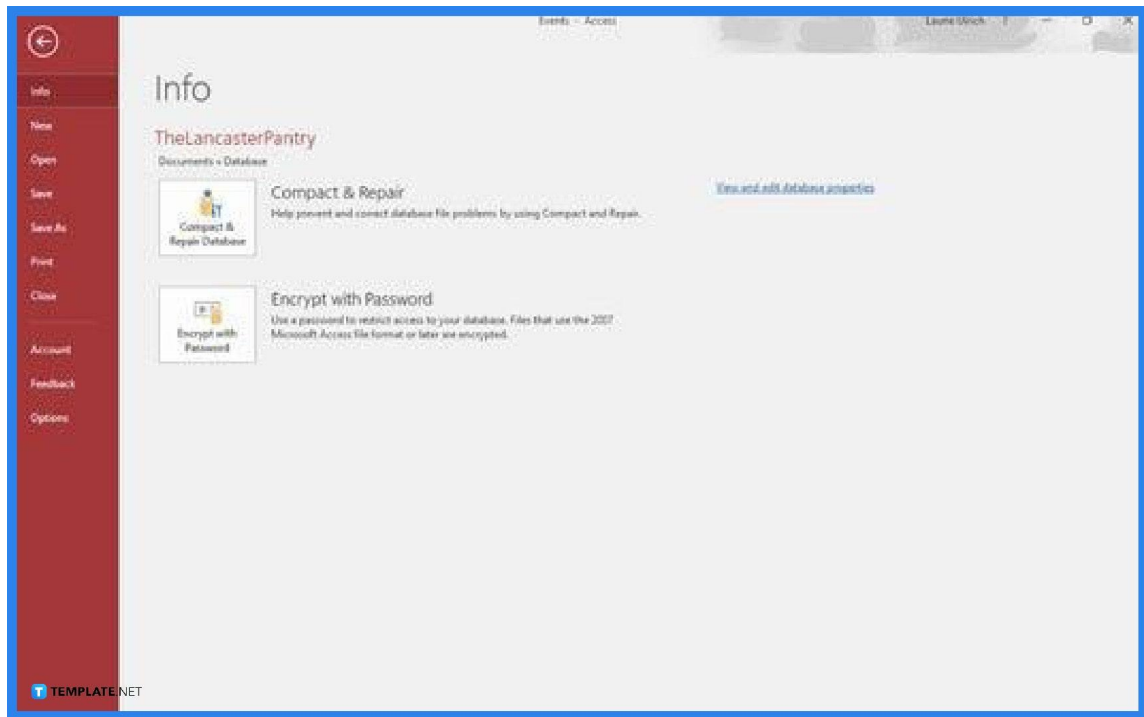 Events - Access
Laurie Ulrich ? — X
Info
Info
New
Open
Save
Save As
Print
Close
Account
Feedback
Options
TheLancasterPantry
Documents » Database
Compact & Repair Database
Compact & Repair
Help prevent and correct database file problems by using Compact and Repair.
View and edit database properties
Encrypt with Password
Encrypt with Password
Use a password to restrict access to your database. Files that use the 2007
Microsoft Access file format or later are encrypted.
T TEMPLATE.NET